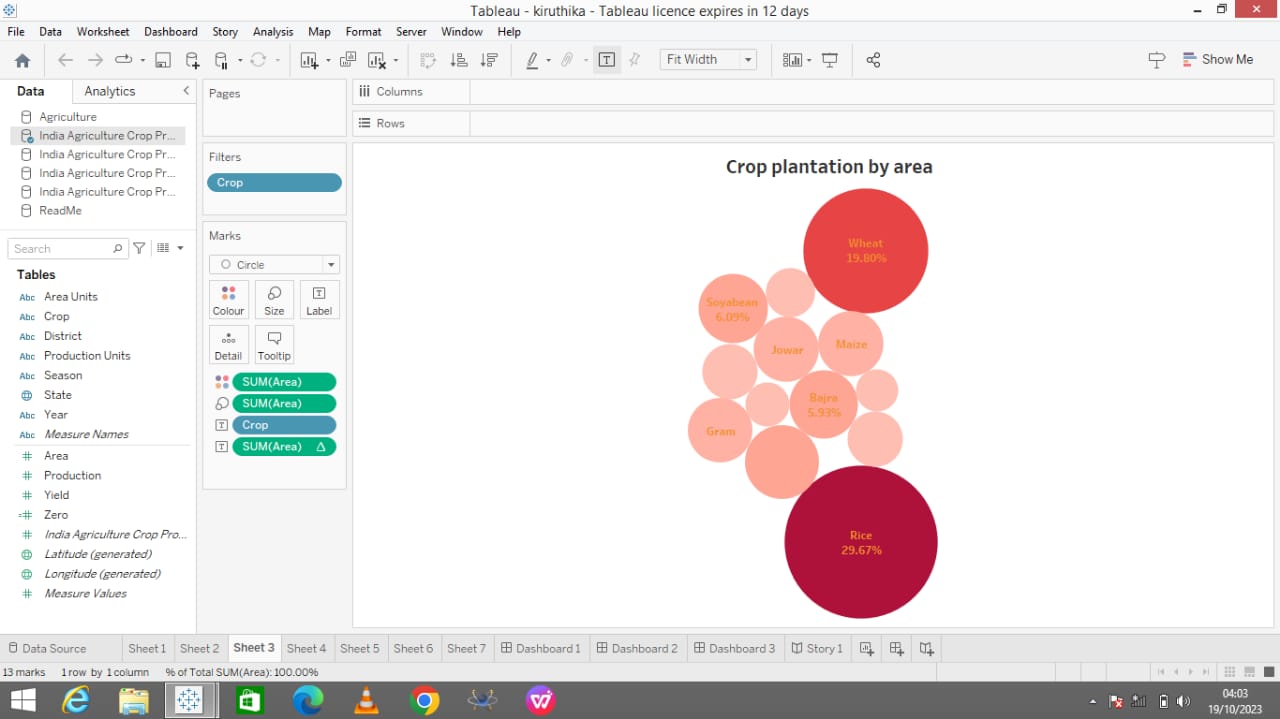 Tableau - kiruthika - Tableau licence expires in 12 days
File Data Worksheet Dashboard Story Analysis Map Format Server Window Help
Fit Width
Show Me
Data Analytics
Agriculture
India Agriculture Crop Pr...
India Agriculture Crop Pr...
India Agriculture Crop Pr...
India Agriculture Crop Pr...
ReadMe
Search
Tables
Abc Area Units
Abc Crop
Abc District
Abc Production Units
Abc Season
State
Abc Year
Abc Measure Names
Area
Production
Yield
Zero
India Agriculture Crop Pro...
Latitude (generated)
Longitude (generated)
Measure Values
Pages
Filters
Crop
Marks
Circle
Colour Size Label
Detail Tooltip
SUM(Area)
SUM(Area)
Crop
SUM(Area)
Columns
Rows
Crop plantation by area
Wheat
19.80%
Soyabean
6.09%
Jowar
Maize
Bajra
5.93%
Gram
Rice
29.67%
Data Source Sheet 1 Sheet 2 Sheet 3 Sheet 4 Sheet 5 Sheet 6 Sheet 7 Dashboard 1 Dashboard 2 Dashboard 3 Story 1
13 marks 1 row by 1 column % of Total SUM(Area): 100.00%
04:03
19/10/2023